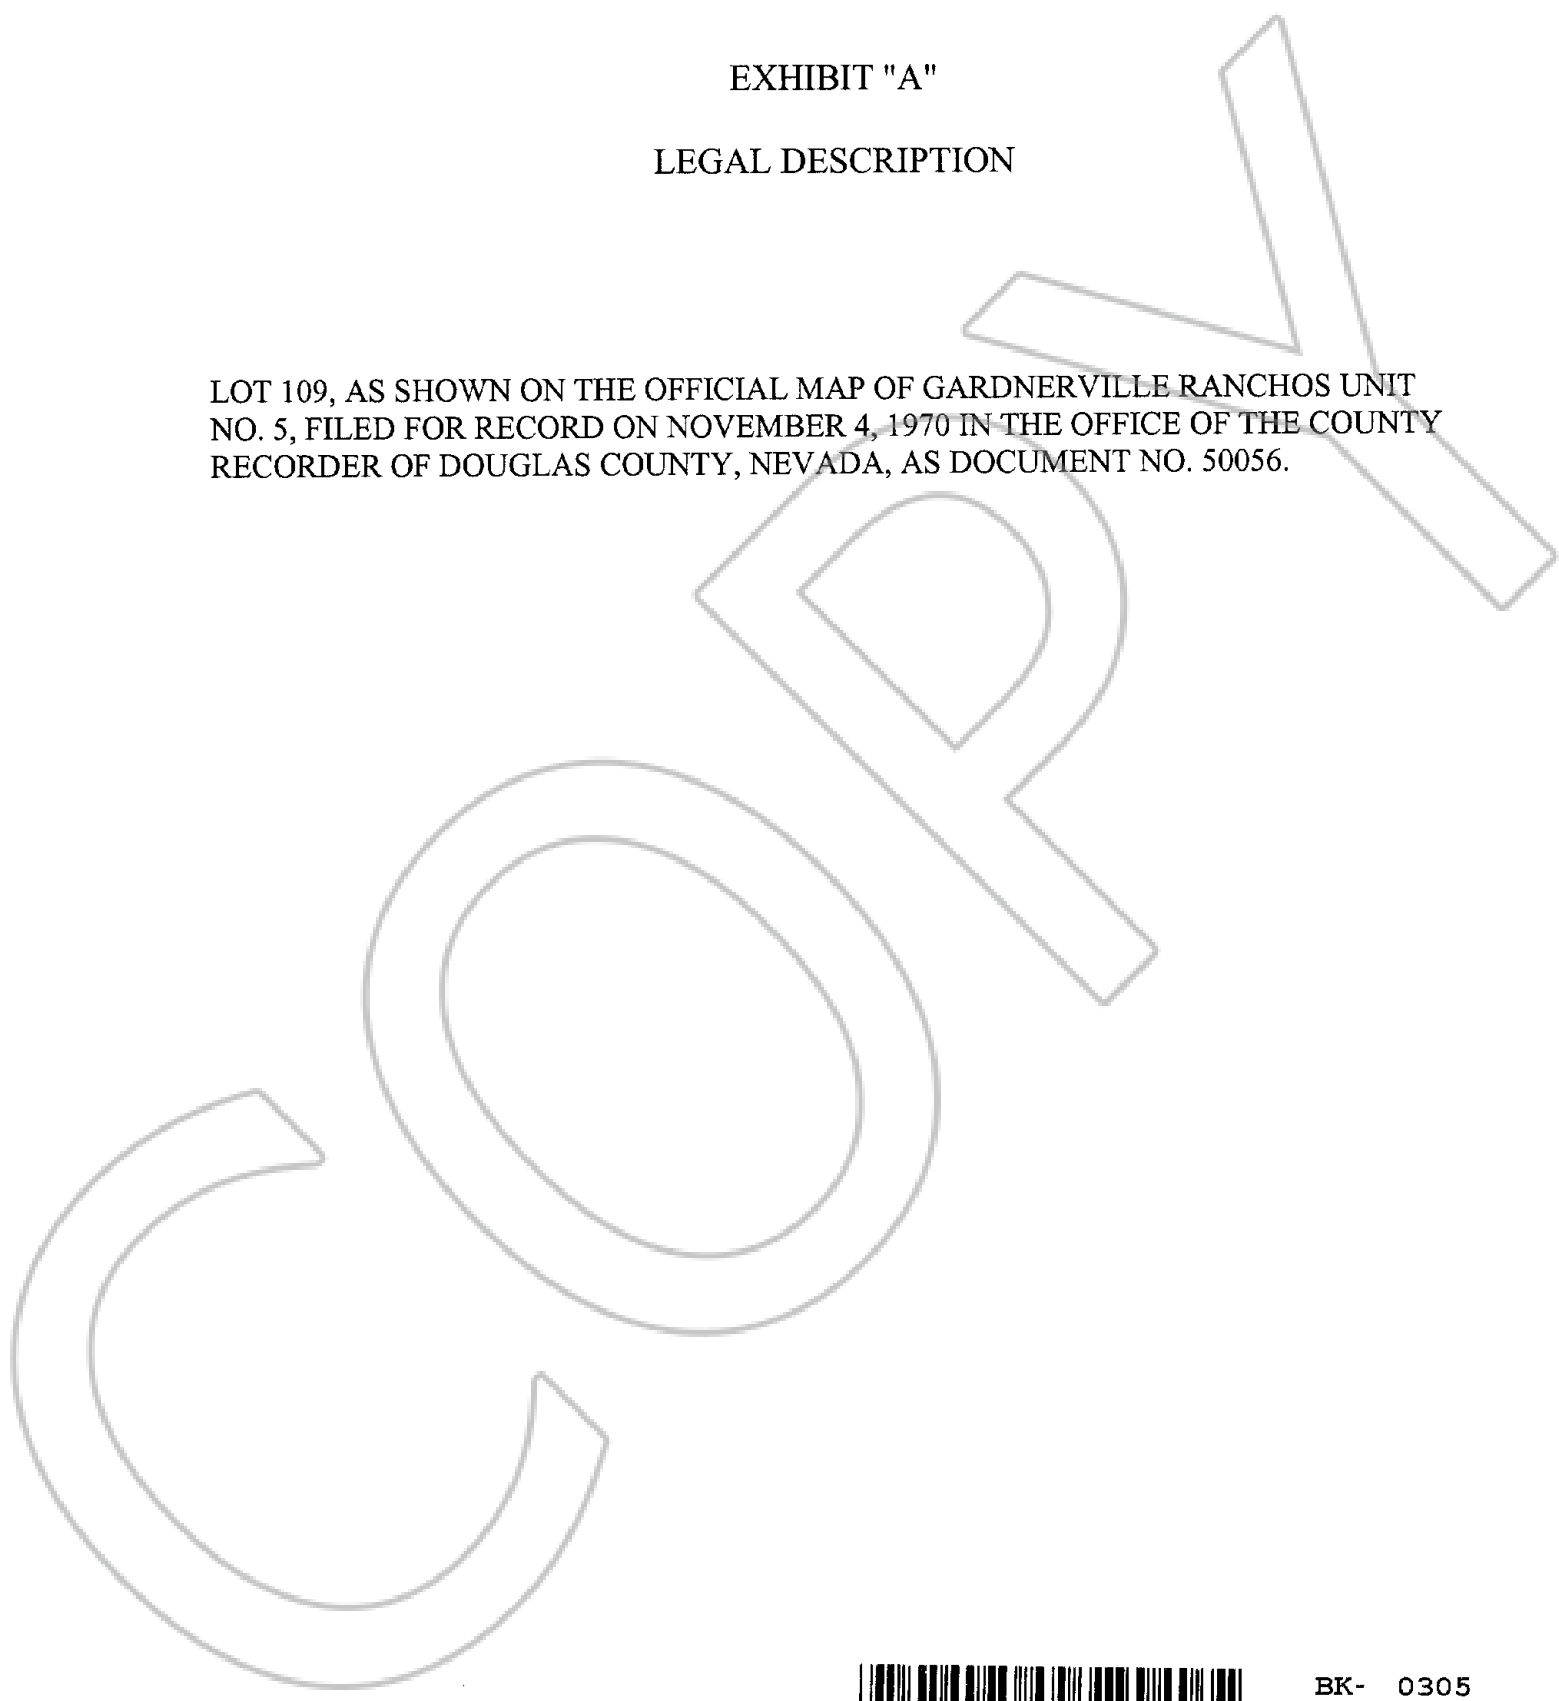 EXHIBIT "A"
LEGAL DESCRIPTION
LOT 109, AS SHOWN ON THE OFFICIAL MAP OF GARDNERVILLE RANCHOS UNIT
NO. 5, FILED FOR RECORD ON NOVEMBER 4, 1970 IN THE OFFICE OF THE COUNTY
RECORDER OF DOUGLAS COUNTY, NEVADA, AS DOCUMENT NO. 50056.
COPY
BK- 0305